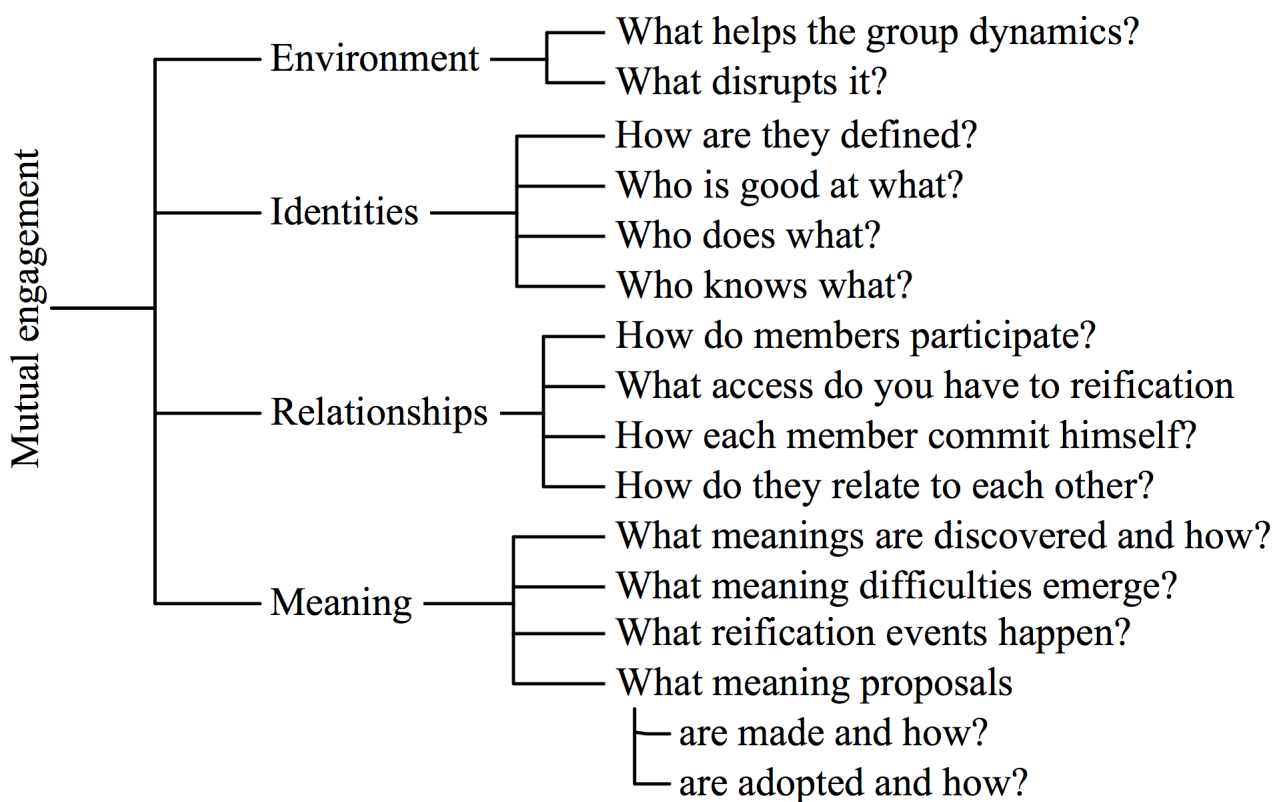 Mutual engagement
Environment
What helps the group dynamics?
What disrupts it?
Identities
How are they defined?
Who is good at what?
Who does what?
Who knows what?
Relationships
How do members participate?
What access do you have to reification
How each member commit himself?
How do they relate to each other?
Meaning
What meanings are discovered and how?
What meaning difficulties emerge?
What reification events happen?
What meaning proposals
are made and how?
are adopted and how?